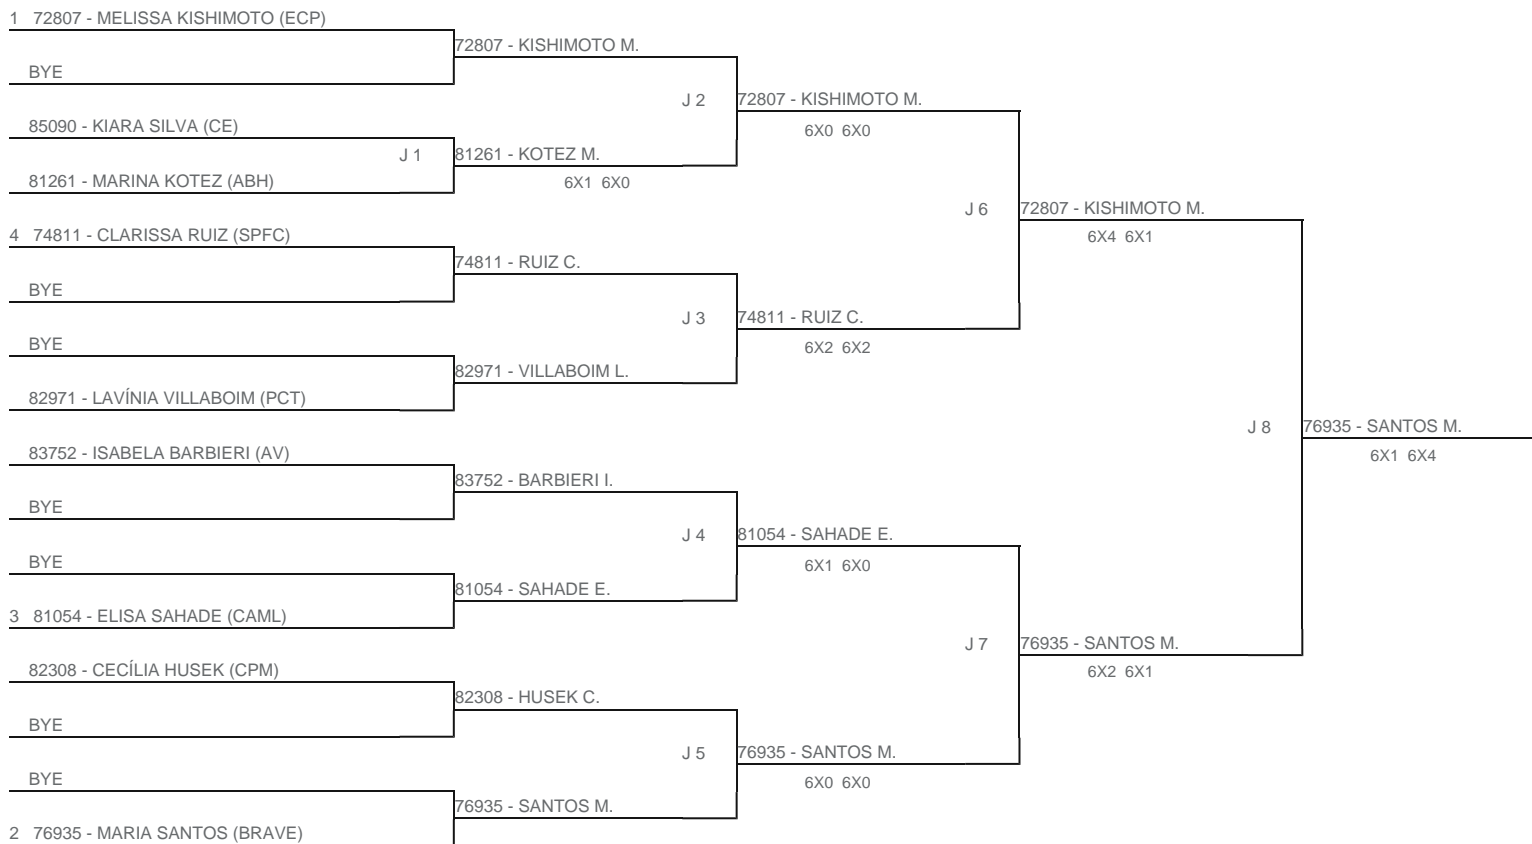 1 72807 - MELISSA KISHIMOTO (ECP)
72807 - KISHIMOTO M.
BYE
J 2
72807 - KISHIMOTO M.
6X0 6X0
85090 - KIARA SILVA (CE)
J 1
81261 - KOTEZ M.
6X1 6X0
81261 - MARINA KOTEZ (ABH)
J 6
72807 - KISHIMOTO M.
6X4 6X1
4 74811 - CLARISSA RUIZ (SPFC)
74811 - RUIZ C.
BYE
J 3
74811 - RUIZ C.
6X2 6X2
BYE
82971 - VILLABOIM L.
82971 - LAVÍNIA VILLABOIM (PCT)
J 8
76935 - SANTOS M.
6X1 6X4
83752 - ISABELA BARBIERI (AV)
83752 - BARBIERI I.
BYE
J 4
81054 - SAHADE E.
6X1 6X0
BYE
81054 - SAHADE E.
3 81054 - ELISA SAHADE (CAML)
J 7
76935 - SANTOS M.
6X2 6X1
82308 - CECÍLIA HUSEK (CPM)
82308 - HUSEK C.
BYE
J 5
76935 - SANTOS M.
6X0 6X0
BYE
76935 - SANTOS M.
2 76935 - MARIA SANTOS (BRAVE)